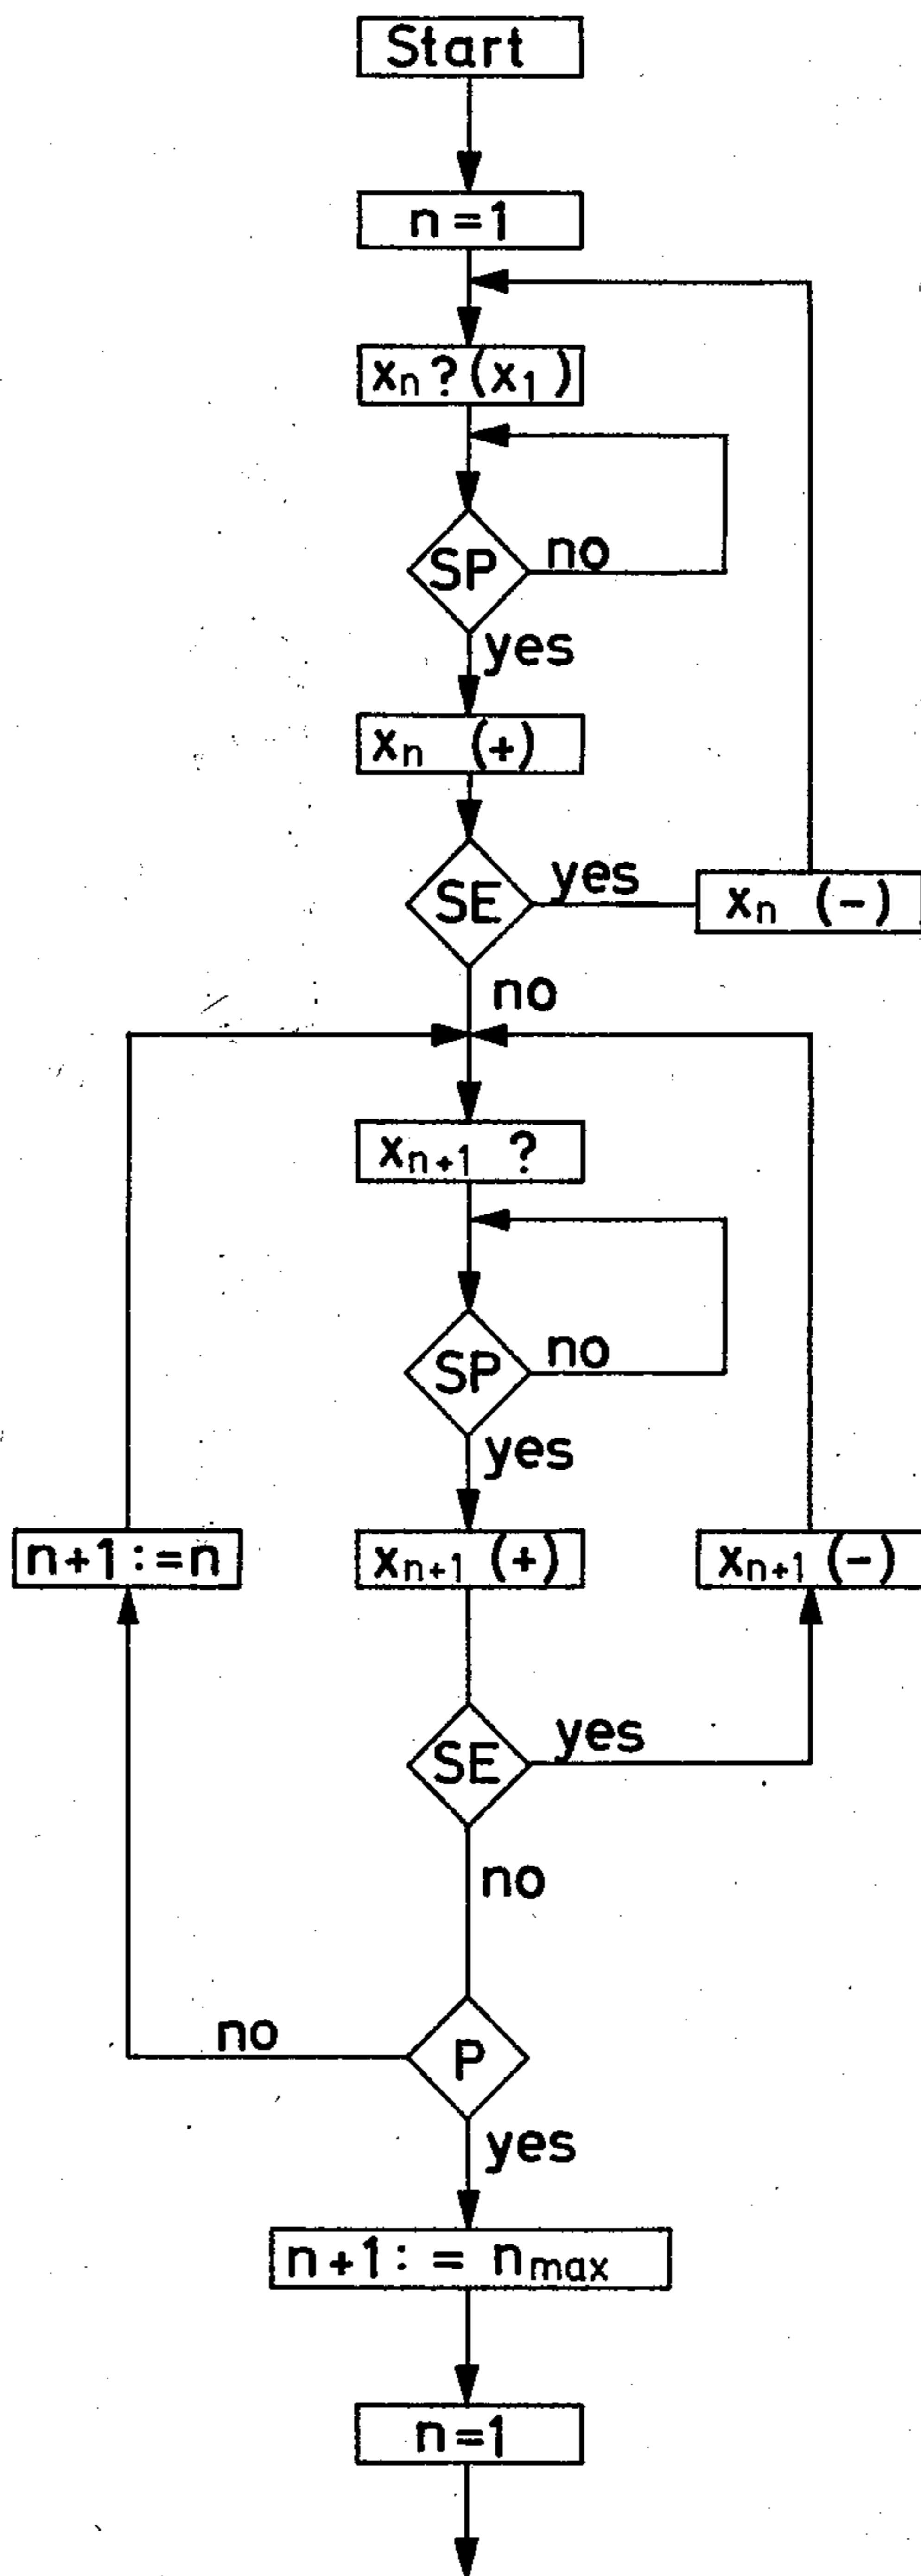 Start
n=1
xn?(x1)
SP
no
yes
xn (+)
SE
yes
xn (-)
no
xn+1 ?
SP
no
yes
n+1:=n
xn+1 (+)
xn+1 (-)
SE
yes
no
P
no
yes
n+1:= nmax
n=1